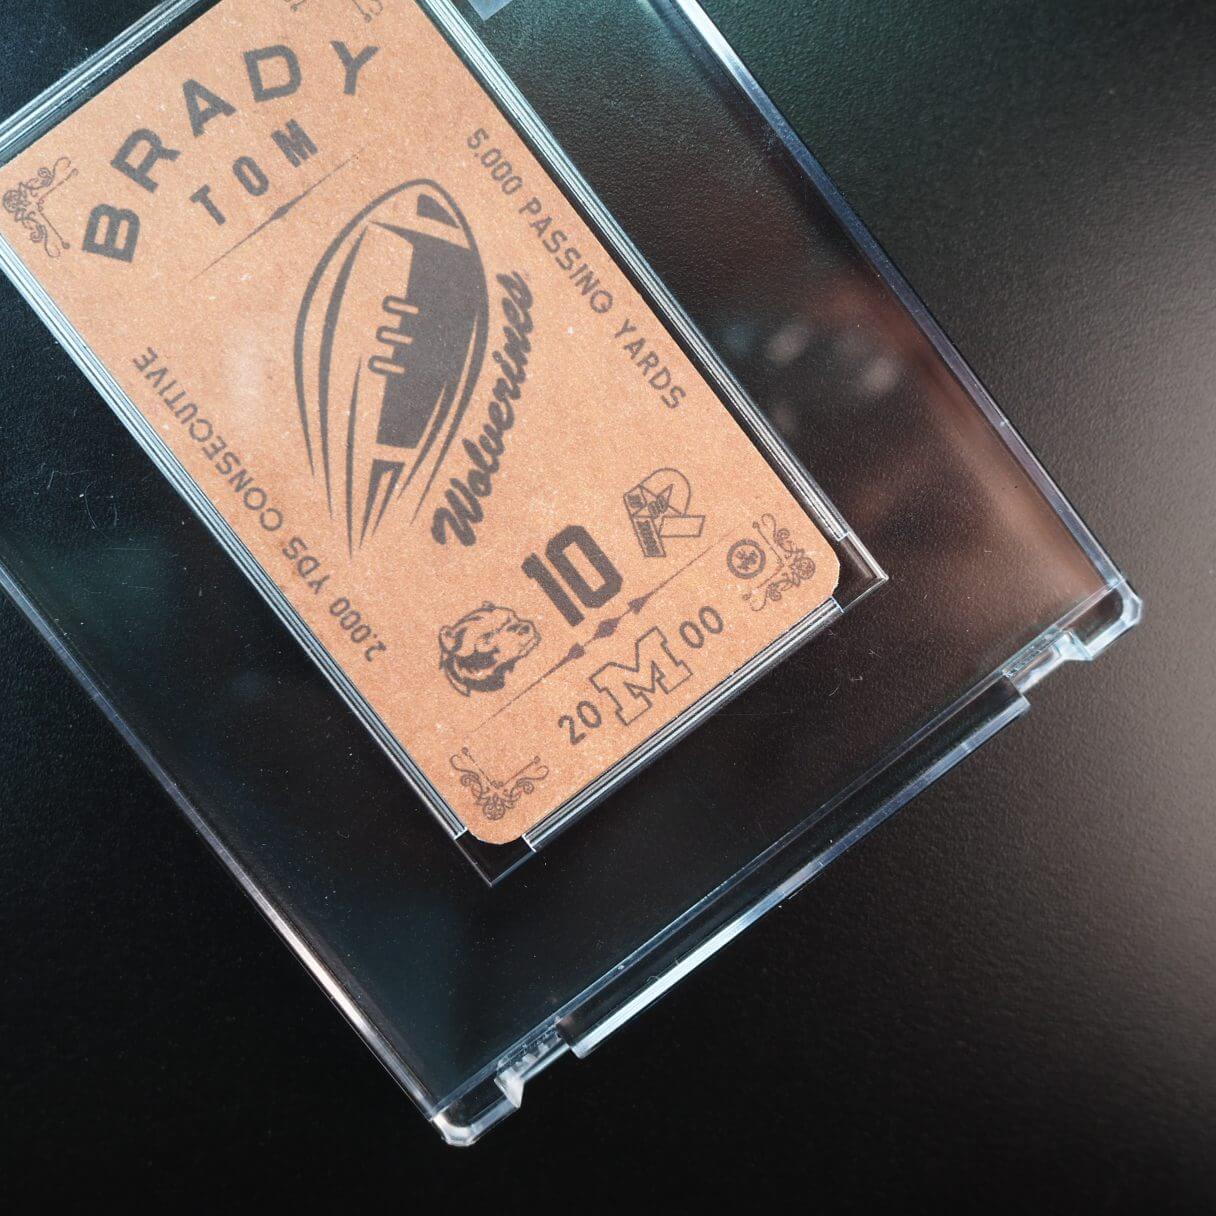 BRADY
TOM
5.000 PASSING YARDS
Wolverines
2.000 YDS CONSECUTIVE
10
R
20 M 00